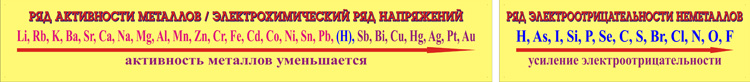 РЯД АКТИВНОСТИ МЕТАЛЛОВ / ЭЛЕКТРОХИМИЧЕСКИЙ РЯД НАПРЯЖЕНИЙ
Li, Rb, K, Ba, Sr, Ca, Na, Mg, Al, Mn, Zn, Cr, Fe, Cd, Co, Ni, Sn, Pb, (H), Sb, Bi, Cu, Hg, Ag, Pt, Au
активность металлов уменьшается
РЯД ЭЛЕКТРООТРИЦАТЕЛЬНОСТИ НЕМЕТАЛЛОВ
H, As, I, Si, P, Se, C, S, Br, Cl, N, O, F
усиление электроотрицательности